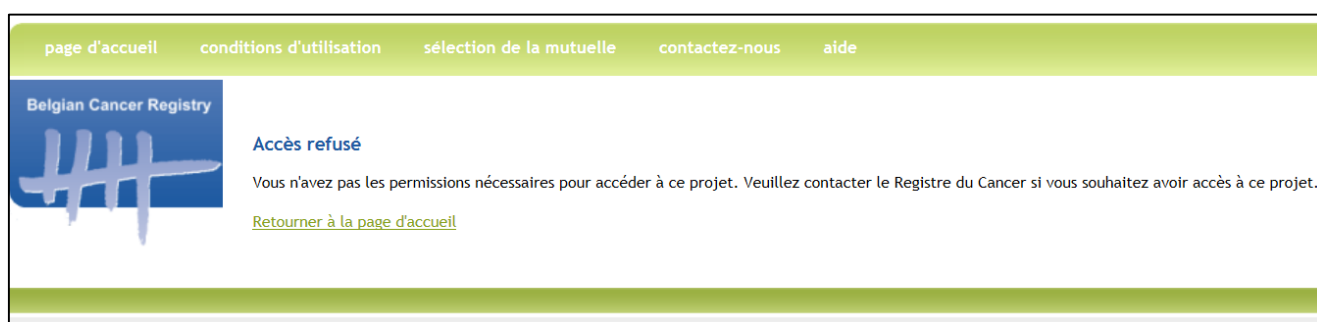 page d'accueil conditions d'utilisation sélection de la mutuelle contactez-nous aide
Belgian Cancer Registry
Accès refusé
Vous n'avez pas les permissions nécessaires pour accéder à ce projet. Veuillez contacter le Registre du Cancer si vous souhaitez avoir accès à ce projet.
Retourner à la page d'accueil